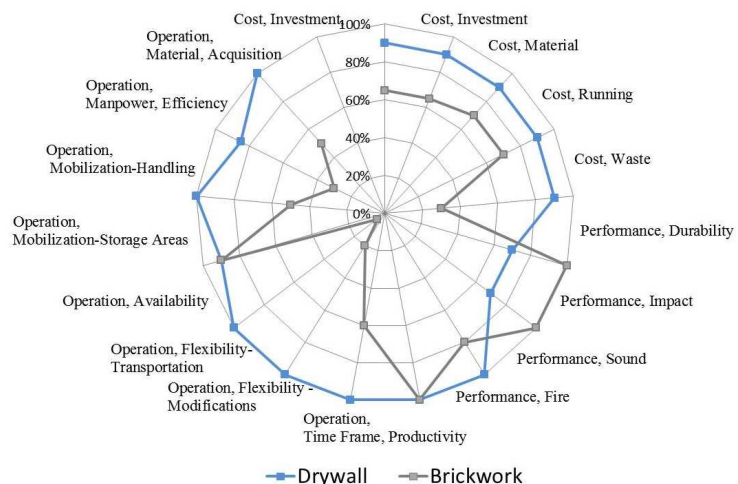 Cost, Investment
100%
80%
60%
40%
20%
0%
Cost, Investment
Cost, Material
Cost, Running
Cost, Waste
Performance, Durability
Performance, Impact
Performance, Sound
Performance, Fire
Operation,
Time Frame, Productivity
Operation, Flexibility -
Modifications
Operation, Flexibility-
Transportation
Operation, Availability
Operation,
Mobilization-Storage Areas
Operation,
Mobilization-Handling
Operation,
Manpower, Efficiency
Operation,
Material, Acquisition
Drywall
Brickwork